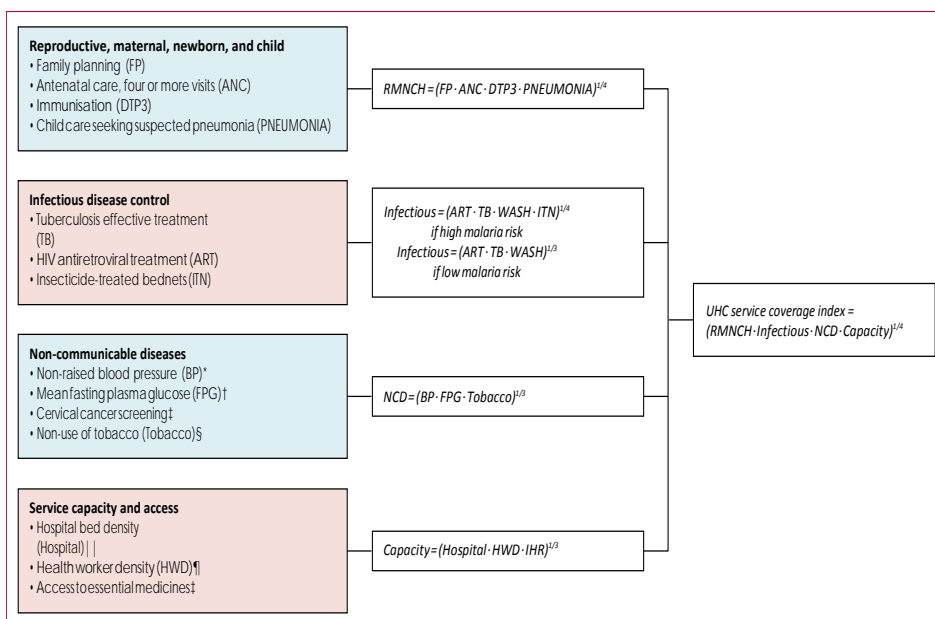 Reproductive, maternal, newborn, and child
• Family planning (FP)
• Antenatal care, four or more visits (ANC)
• Immunisation (DTP3)
• Child care seeking suspected pneumonia (PNEUMONIA)
RMNCH = (FP · ANC · DTP3 · PNEUMONIA)^1/4
Infectious disease control
• Tuberculosis effective treatment
(TB)
• HIV antiretroviral treatment (ART)
• Insecticide-treated bednets (ITN)
Infectious = (ART · TB · WASH · ITN)^1/4
if high malaria risk
Infectious = (ART · TB · WASH)^1/3
if low malaria risk
Non-communicable diseases
• Non-raised blood pressure (BP)*
• Mean fasting plasma glucose (FPG)†
• Cervical cancer screening‡
• Non-use of tobacco (Tobacco)§
NCD = (BP · FPG · Tobacco)^1/3
Service capacity and access
• Hospital bed density
(Hospital)||
• Health worker density (HWD)¶
• Access to essential medicines‡
Capacity = (Hospital · HWD · IHR)^1/3
UHC service coverage index =
(RMNCH · Infectious · NCD · Capacity)^1/4